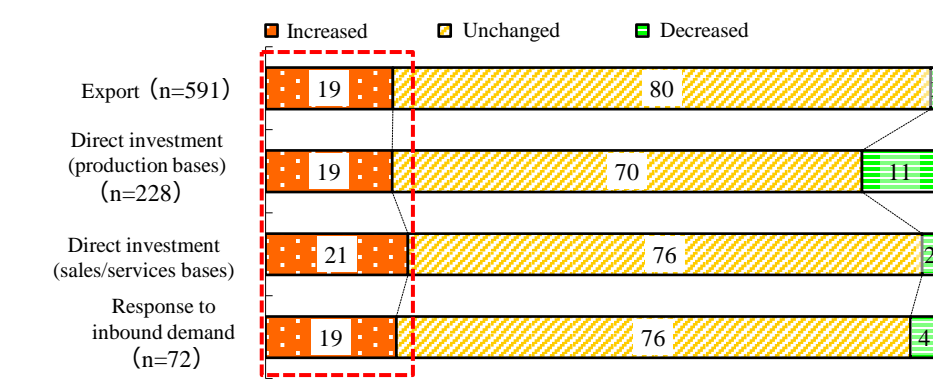 Increased Unchanged Decreased
Export（n=591） 19 80
Direct investment
(production bases)
（n=228） 19 70 11
Direct investment
(sales/services bases) 21 76 2
Response to
inbound demand
（n=72） 19 76 4